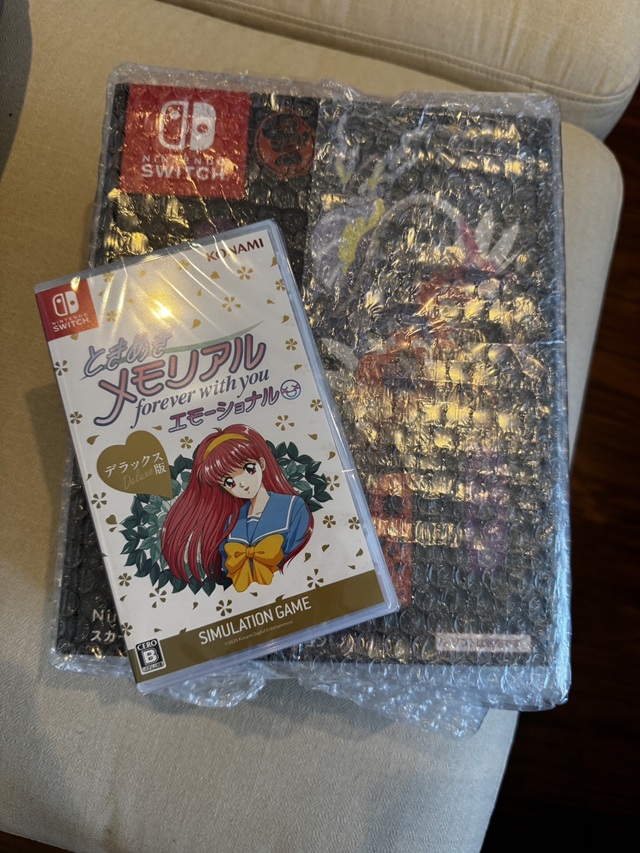 NINTENDO
SWITCH
KONAMI
NINTENDO
SWITCH
ときめき
メモリアル
forever with you
エモーショナル
デラックス
Deluxe版
SIMULATION GAME
CERO
B